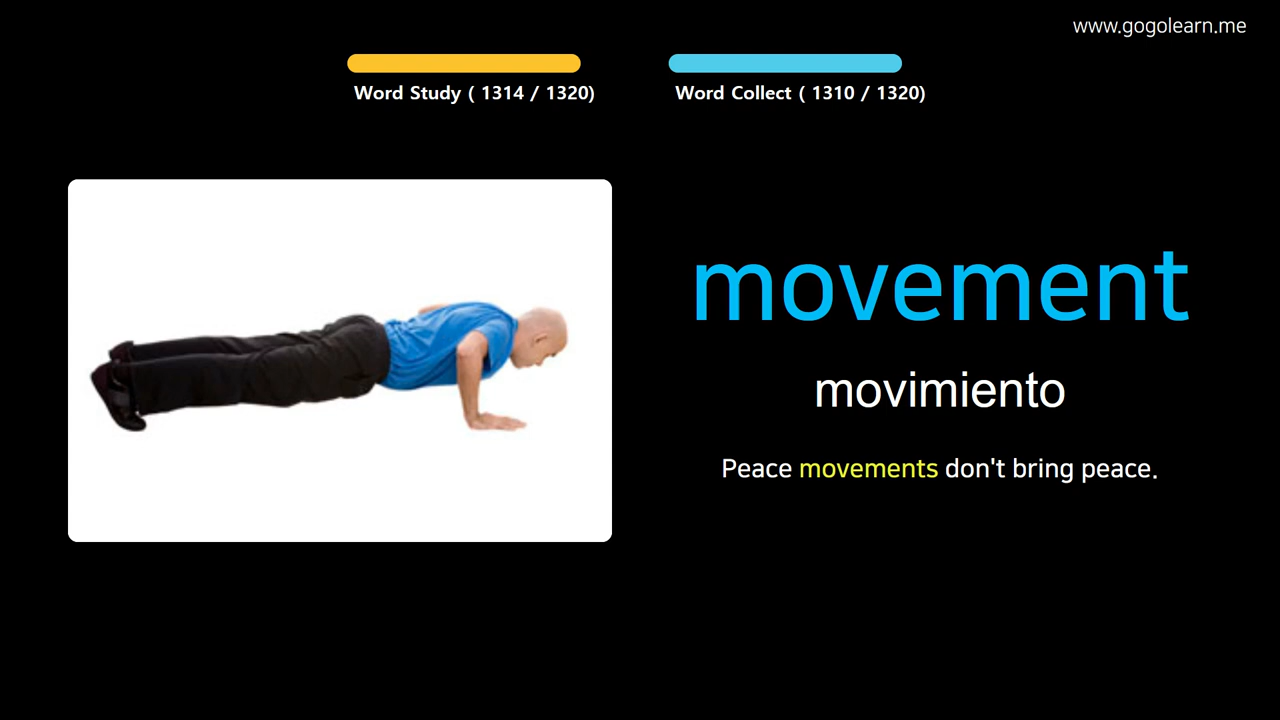 www.gogolearn.me
Word Study ( 1314 / 1320)
Word Collect ( 1310 / 1320)
movement
movimiento
Peace movements don't bring peace.